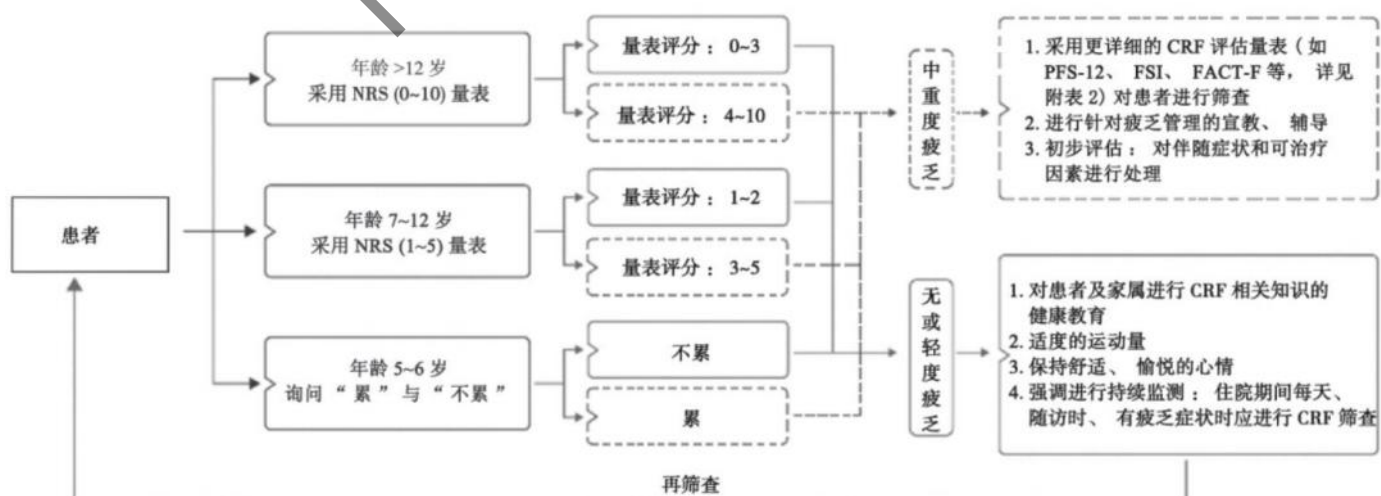 患者
年龄 >12 岁
采用 NRS (0~10) 量表
年龄 7~12 岁
采用 NRS (1~5) 量表
年龄 5~6 岁
询问 “ 累 ” 与 “ 不累 ”
量表评分： 0~3
量表评分： 4~10
量表评分： 1~2
量表评分： 3~5
不累
累
中重度疲乏
无或轻度疲乏
1. 采用更详细的 CRF 评估量表 ( 如
PFS-12、 FSI、 FACT-F 等， 详见
附表 2) 对患者进行筛查
2. 进行针对疲乏管理的宣教、 辅导
3. 初步评估： 对伴随症状和可治疗
因素进行处理
1. 对患者及家属进行 CRF 相关知识的
健康教育
2. 适度的运动量
3. 保持舒适、 愉悦的心情
4. 强调进行持续监测： 住院期间每天、
随访时、 有疲乏症状时应进行 CRF 筛查
再筛查